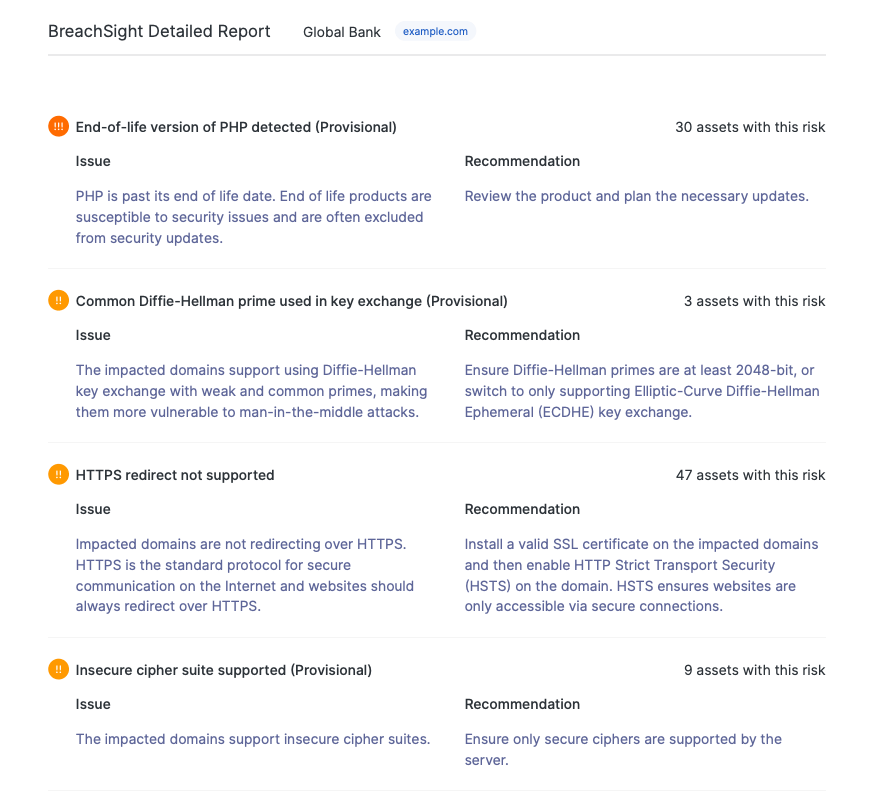 BreachSight Detailed Report Global Bank example.com
!!! End-of-life version of PHP detected (Provisional) 30 assets with this risk
Issue
PHP is past its end of life date. End of life products are
susceptible to security issues and are often excluded
from security updates.
Recommendation
Review the product and plan the necessary updates.
!! Common Diffie-Hellman prime used in key exchange (Provisional) 3 assets with this risk
Issue
The impacted domains support using Diffie-Hellman
key exchange with weak and common primes, making
them more vulnerable to man-in-the-middle attacks.
Recommendation
Ensure Diffie-Hellman primes are at least 2048-bit, or
switch to only supporting Elliptic-Curve Diffie-Hellman
Ephemeral (ECDHE) key exchange.
!! HTTPS redirect not supported 47 assets with this risk
Issue
Impacted domains are not redirecting over HTTPS.
HTTPS is the standard protocol for secure
communication on the Internet and websites should
always redirect over HTTPS.
Recommendation
Install a valid SSL certificate on the impacted domains
and then enable HTTP Strict Transport Security
(HSTS) on the domain. HSTS ensures websites are
only accessible via secure connections.
!! Insecure cipher suite supported (Provisional) 9 assets with this risk
Issue
The impacted domains support insecure cipher suites.
Recommendation
Ensure only secure ciphers are supported by the
server.